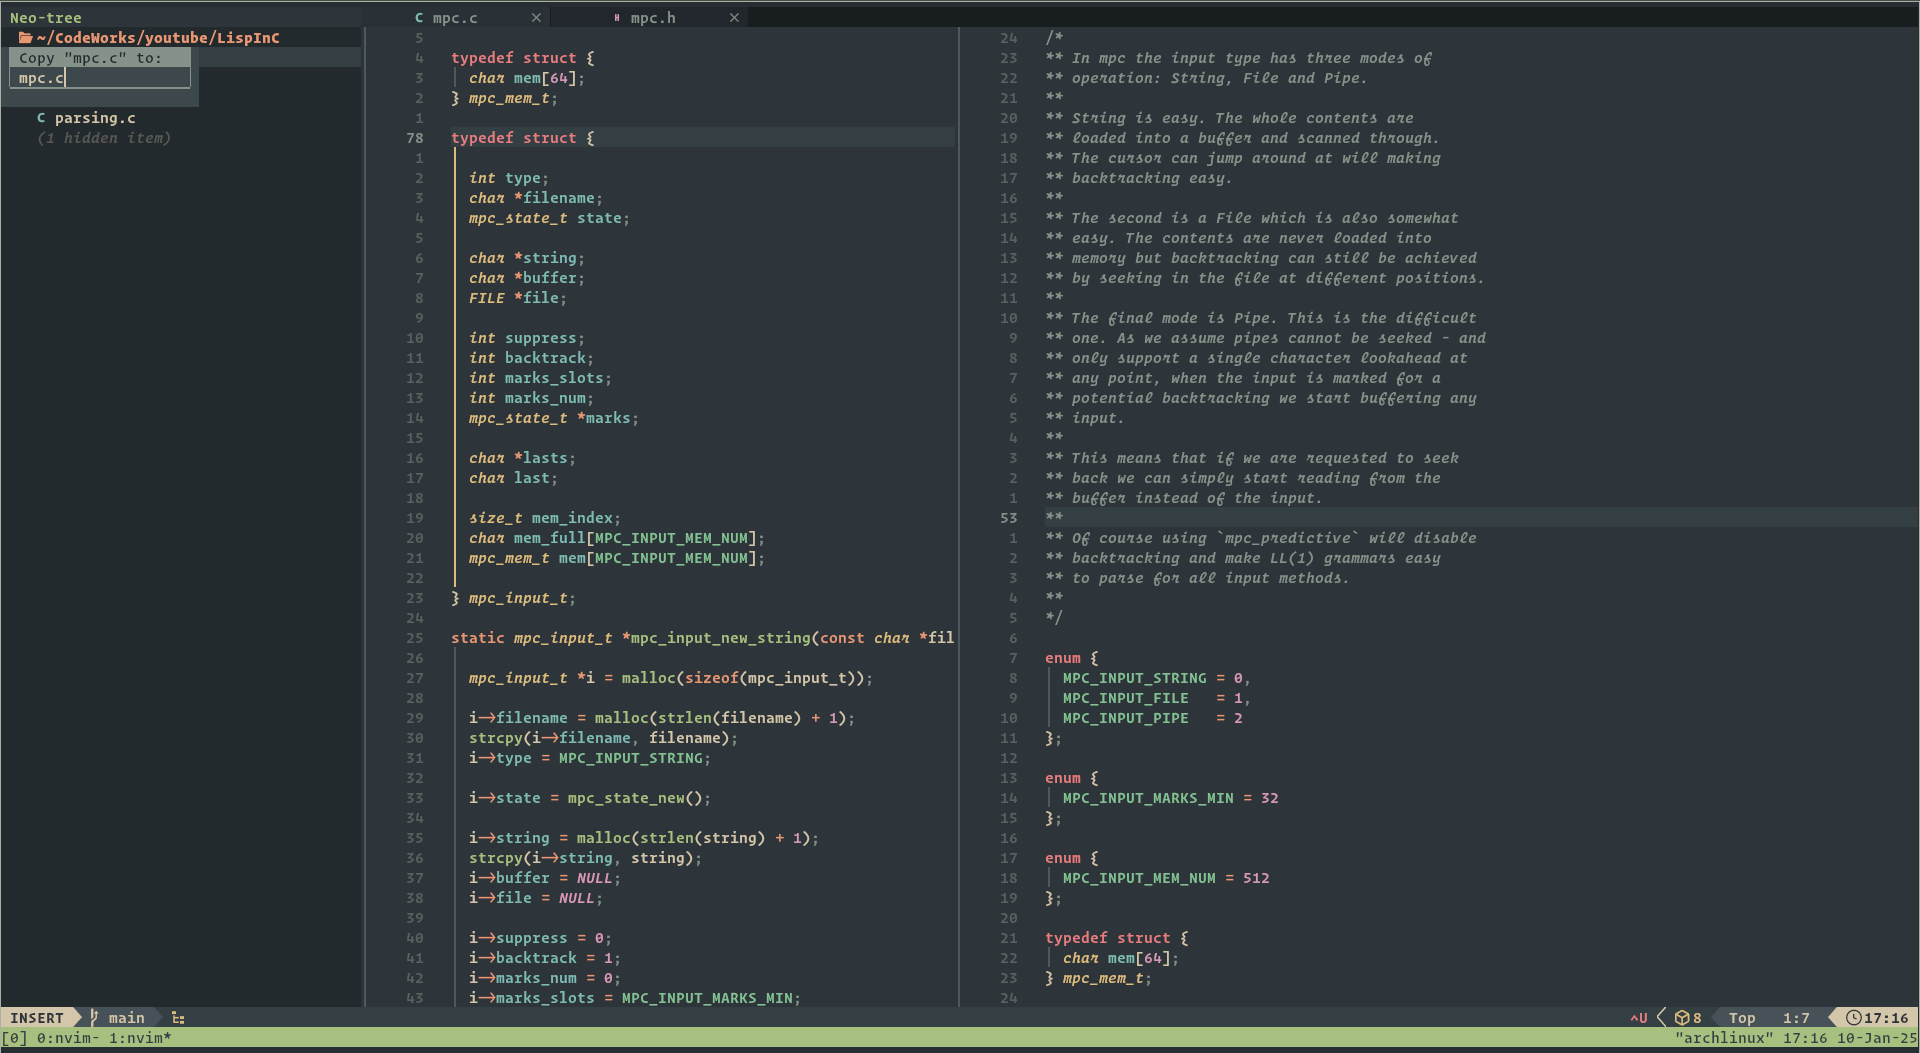 Neo-tree
~/CodeWorks/youtube/LispInC
Copy "mpc.c" to:
mpc.c
C parsing.c
(1 hidden item)
C mpc.c ×
H mpc.h ×
5
4 typedef struct {
3 char mem[64];
2 } mpc_mem_t;
1
78 typedef struct {
1
2 int type;
3 char *filename;
4 mpc_state_t state;
5
6 char *string;
7 char *buffer;
8 FILE *file;
9
10 int suppress;
11 int backtrack;
12 int marks_slots;
13 int marks_num;
14 mpc_state_t *marks;
15
16 char *lasts;
17 char last;
18
19 size_t mem_index;
20 char mem_full[MPC_INPUT_MEM_NUM];
21 mpc_mem_t mem[MPC_INPUT_MEM_NUM];
22
23 } mpc_input_t;
24
25 static mpc_input_t *mpc_input_new_string(const char *fil
26
27 mpc_input_t *i = malloc(sizeof(mpc_input_t));
28
29 i->filename = malloc(strlen(filename) + 1);
30 strcpy(i->filename, filename);
31 i->type = MPC_INPUT_STRING;
32
33 i->state = mpc_state_new();
34
35 i->string = malloc(strlen(string) + 1);
36 strcpy(i->string, string);
37 i->buffer = NULL;
38 i->file = NULL;
39
40 i->suppress = 0;
41 i->backtrack = 1;
42 i->marks_num = 0;
43 i->marks_slots = MPC_INPUT_MARKS_MIN;
24 /*
23 ** In mpc the input type has three modes of
22 ** operation: String, File and Pipe.
21 **
20 ** String is easy. The whole contents are
19 ** loaded into a buffer and scanned through.
18 ** The cursor can jump around at will making
17 ** backtracking easy.
16 **
15 ** The second is a File which is also somewhat
14 ** easy. The contents are never loaded into
13 ** memory but backtracking can still be achieved
12 ** by seeking in the file at different positions.
11 **
10 ** The final mode is Pipe. This is the difficult
9 ** one. As we assume pipes cannot be seeked - and
8 ** only support a single character lookahead at
7 ** any point, when the input is marked for a
6 ** potential backtracking we start buffering any
5 ** input.
4 **
3 ** This means that if we are requested to seek
2 ** back we can simply start reading from the
1 ** buffer instead of the input.
53 **
1 ** Of course using `mpc_predictive` will disable
2 ** backtracking and make LL(1) grammars easy
3 ** to parse for all input methods.
4 **
5 */
6
7 enum {
8 MPC_INPUT_STRING = 0,
9 MPC_INPUT_FILE   = 1,
10 MPC_INPUT_PIPE   = 2
11 };
12
13 enum {
14 MPC_INPUT_MARKS_MIN = 32
15 };
16
17 enum {
18 MPC_INPUT_MEM_NUM = 512
19 };
20
21 typedef struct {
22 char mem[64];
23 } mpc_mem_t;
24
INSERT main ^U 8 Top 1:7 17:16
[0] 0:nvim- 1:nvim* "archlinux" 17:16 10-Jan-25